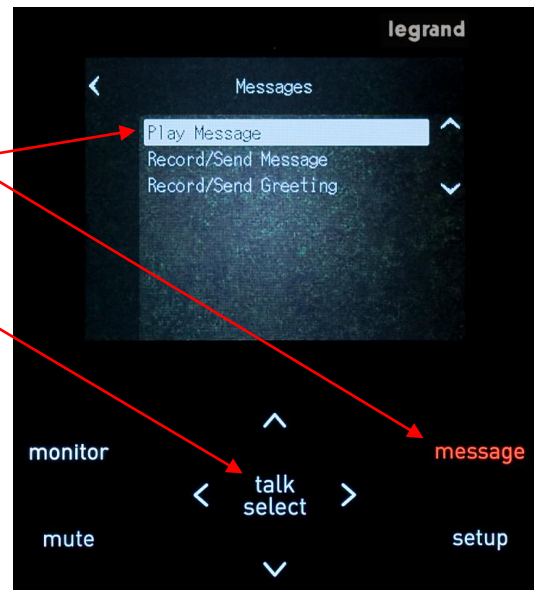 legrand
Messages
Play Message
Record/Send Message
Record/Send Greeting
monitor
message
talk
select
mute
setup